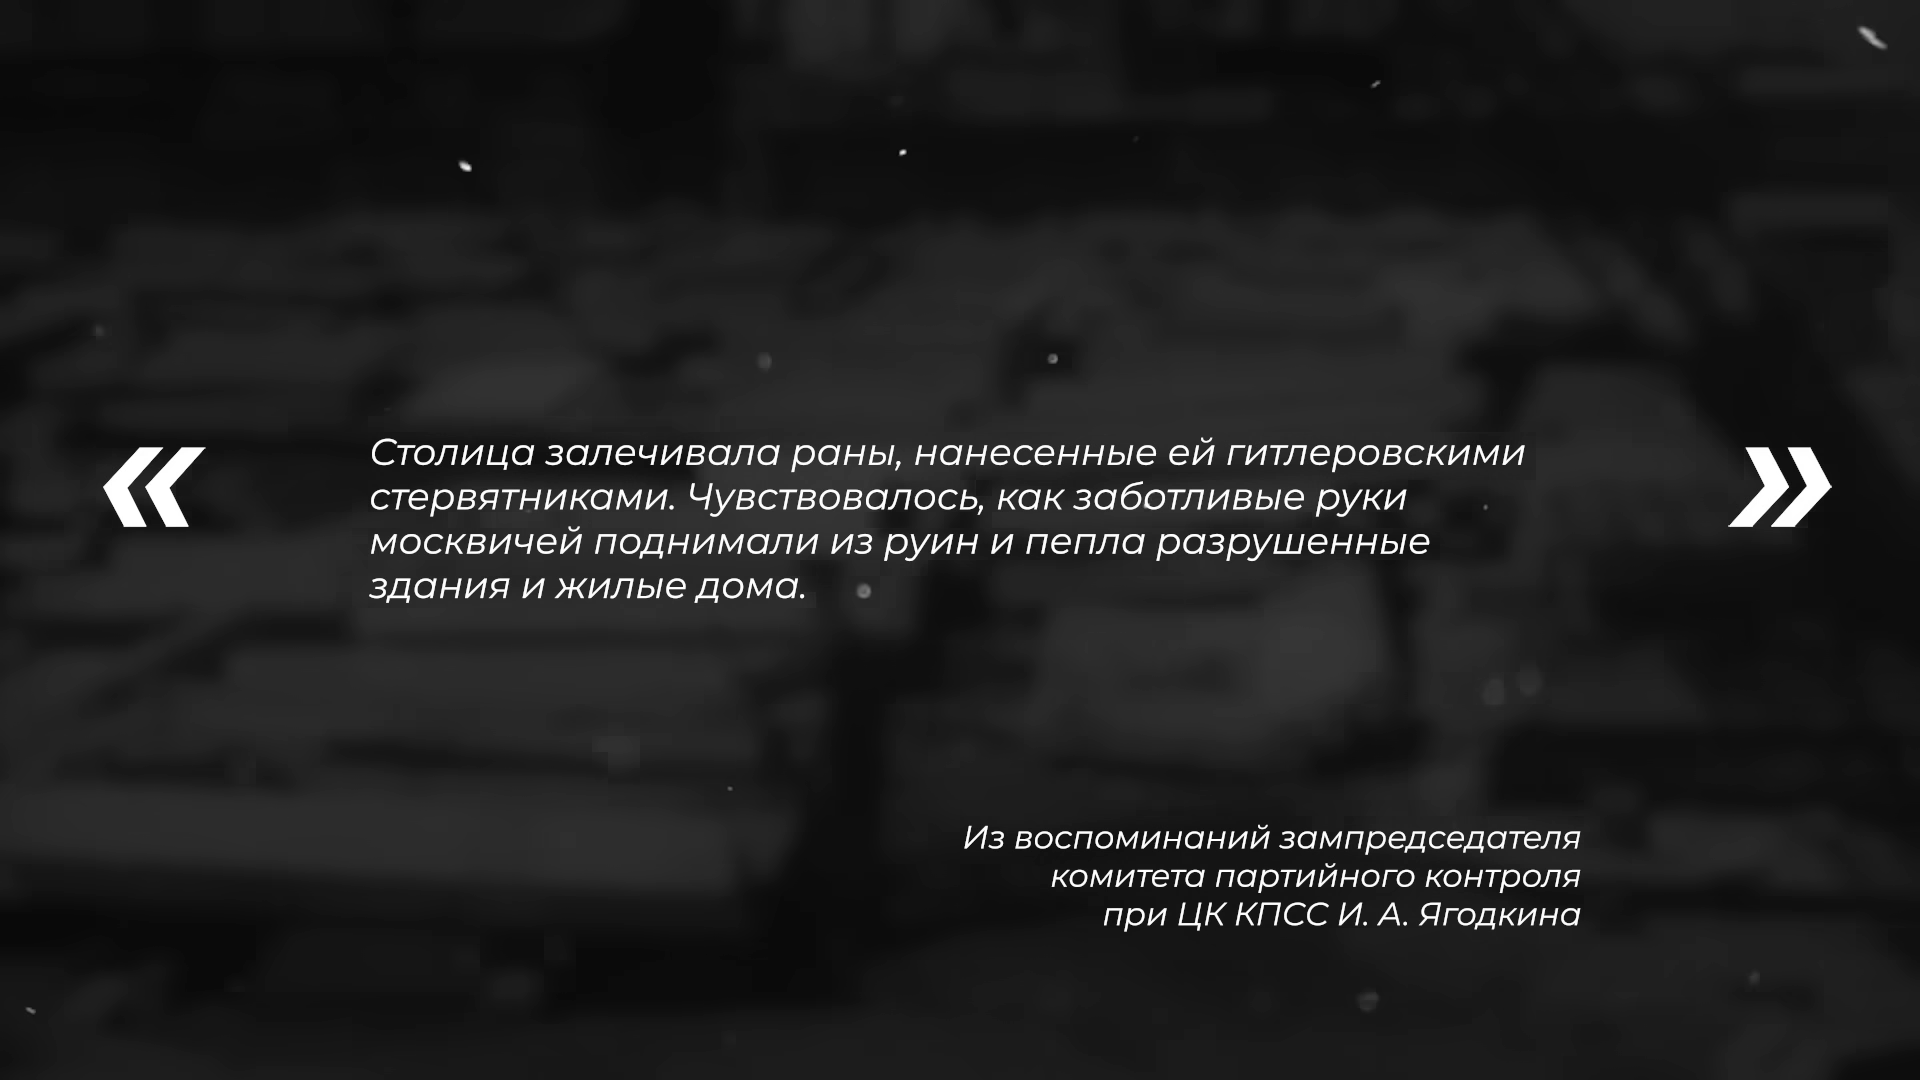 « Столица залечивала раны, нанесенные ей гитлеровскими »
стервятниками. Чувствовалось, как заботливые руки
москвичей поднимали из руин и пепла разрушенные
здания и жилые дома.
Из воспоминаний зампредседателя
комитета партийного контроля
при ЦК КПСС И. А. Ягодкина